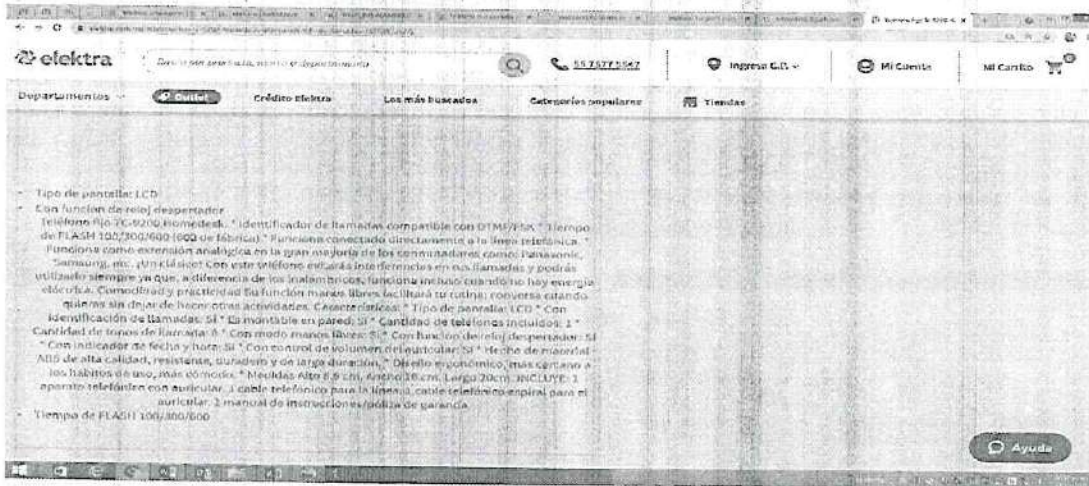 elektra
55 7577 5567
Ingresa C.P.
Mi Cuenta
Mi Carrito
0
Departamentos
Outlet
Crédito Elektra
Los más buscados
Categorías populares
Tiendas
- Tipo de pantalla: LCD
- Con función de reloj despertador
Teléfono fijo TC-9200 Homedesk. * Identificador de llamadas compatible con DTMF/FSK * Tiempo
de FLASH 100/300/600 (600 de fábrica) * Funciona conectado directamente a la línea telefónica. *
Funciona como extensión analógica en la gran mayoría de los conmutadores como: Panasonic,
Samsung, etc. ¡Un clásico! Con este teléfono evitarás interferencias en tus llamadas y podrás
utilizarlo siempre ya que, a diferencia de los inalámbricos, funciona incluso cuando no hay energía
eléctrica. Comodidad y practicidad Su función manos libres facilitará tu rutina: conversa cuando
quieras sin dejar de hacer otras actividades. Características: * Tipo de pantalla: LCD * Con
identificación de llamadas: Sí * Es montable en pared: Sí * Cantidad de teléfonos incluidos: 1 *
Cantidad de tonos de llamada: 8 * Con modo manos libres: Sí * Con función de reloj despertador: Sí
* Con indicador de fecha y hora: Sí * Con control de volumen del auricular: Sí * Hecho de material
ABS de alta calidad, resistente, duradero y de larga duración. * Diseño ergonómico, más cercano a
los hábitos de uso, más cómodo. * Medidas Alto 8.6 cm, Ancho 16 cm, Largo 20cm. INCLUYE: 1
aparato telefónico con auricular, 1 cable telefónico para la línea, 1 cable telefónico espiral para el
auricular, 1 manual de instrucciones/póliza de garantía.
- Tiempo de FLASH 100/300/600
Ayuda